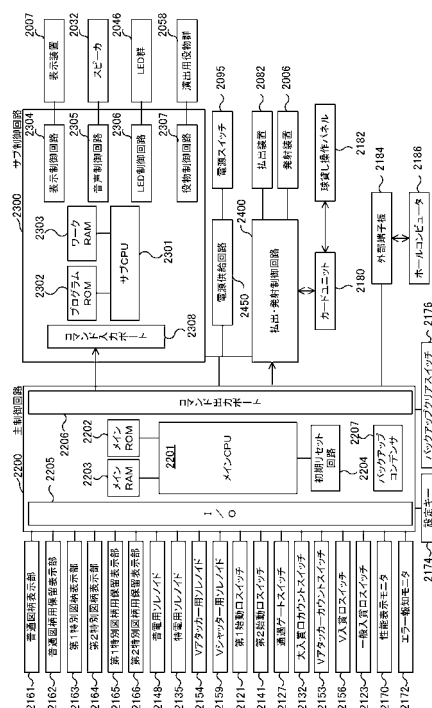 主制御回路
2200
2205
I/O
2206
コマンド出力ポート
2203
メインRAM
2202
メインROM
2201
メインCPU
初期リセット回路
2204
2207
バックアップコンデンサ
2161
普通図柄表示部
2162
普通図柄用保留表示部
2163
第1特別図柄表示部
2164
第2特別図柄表示部
2165
第1特別図柄用保留表示部
2166
第2特別図柄用保留表示部
2148
普電用ソレノイド
2135
特電用ソレノイド
2154
Vアタッカー用ソレノイド
2159
Vシャッター用ソレノイド
2121
第1始動口スイッチ
2141
第2始動口スイッチ
2127
通過ゲートスイッチ
2132
大入賞口カウントスイッチ
2153
Vアタッカーカウントスイッチ
2156
V入賞口スイッチ
2123
一般入賞口スイッチ
2170
性能表示モニタ
2172
エラー報知モニタ
2174
設定キー
バックアップクリアスイッチ
2176
サブ制御回路
2300
2308
コマンド入力ポート
2302
プログラムROM
2303
ワークRAM
2301
サブCPU
2304
表示制御回路
2305
音声制御回路
2306
LED制御回路
2307
役物制御回路
2007
表示装置
2032
スピーカ
2046
LED群
2058
演出用役物群
2450
電源供給回路
2095
電源スイッチ
2400
払出・発射制御回路
2082
払出装置
2006
発射装置
カードユニット
2180
球貸し操作パネル
2182
外部端子板
2184
ホールコンピュータ
2186